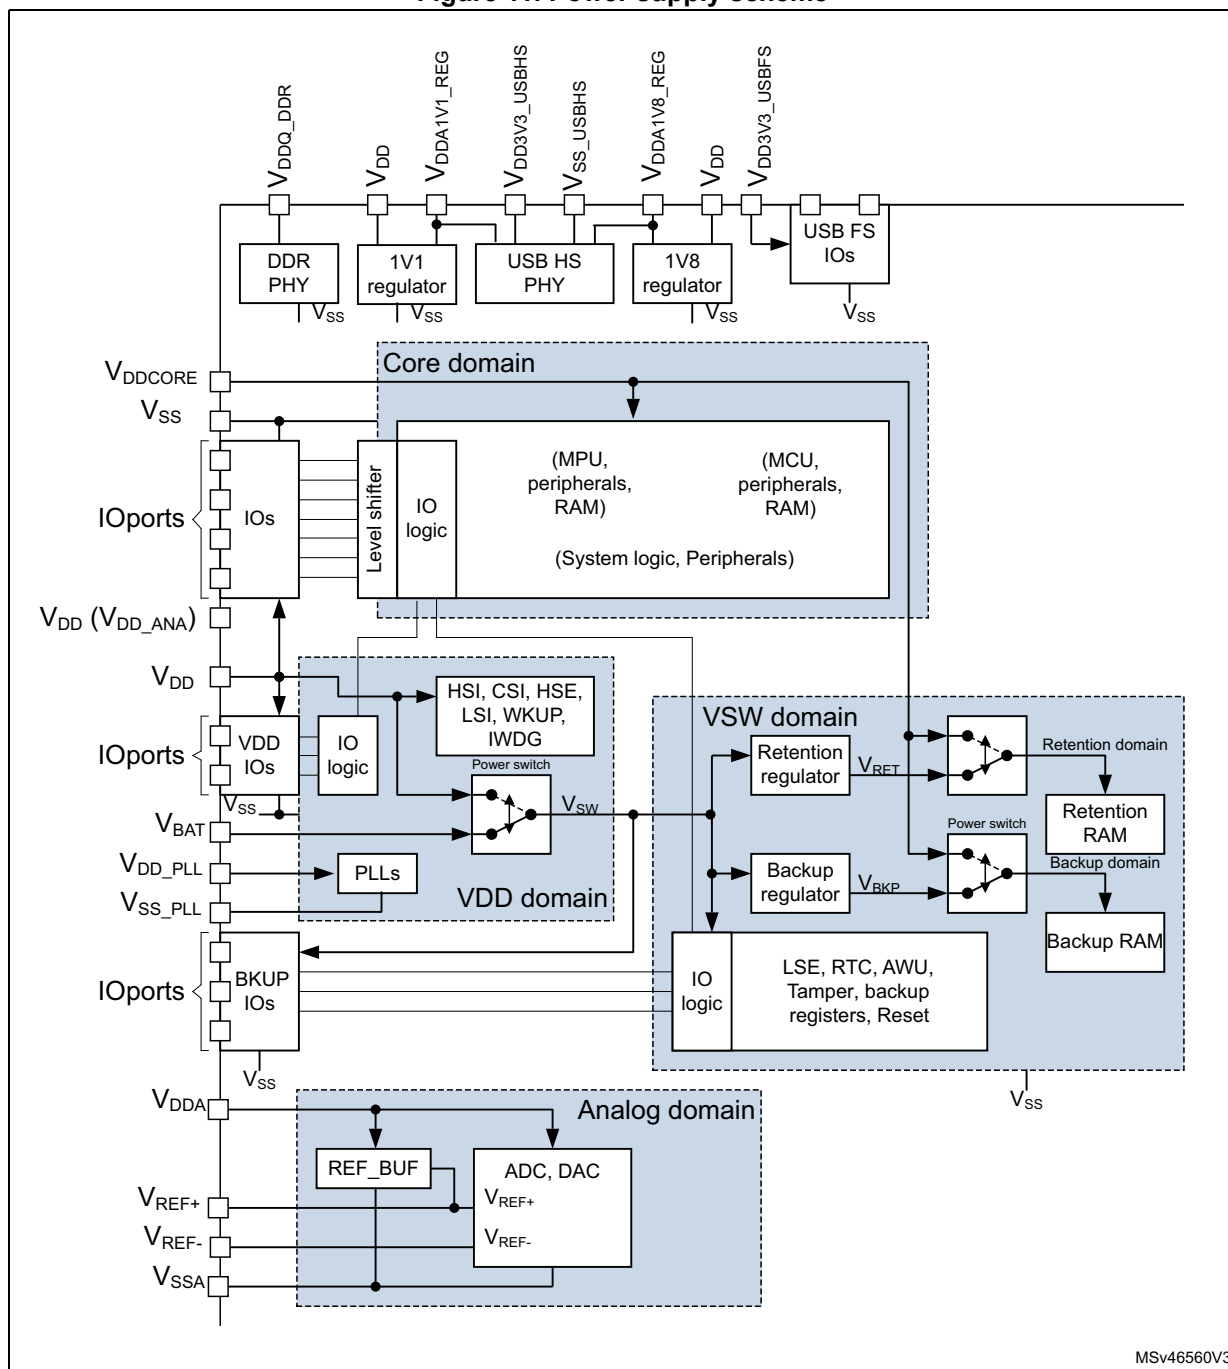 VDDQ_DDR
VDD
VDDA1V1_REG
VDD3V3_USBHS
VSS_USBHS
VDDA1V8_REG
VDD
VDD3V3_USBFS
DDR
PHY
1V1
regulator
USB HS
PHY
1V8
regulator
USB FS
IOs
VSS
VSS
VSS
VSS
Core domain
VDDCORE
VSS
IOports
IOs
Level shifter
IO
logic
(MPU,
peripherals,
RAM)
(MCU,
peripherals,
RAM)
(System logic, Peripherals)
VDD (VDD_ANA)
VDD
IOports
VDD
IOs
IO
logic
HSI, CSI, HSE,
LSI, WKUP,
IWDG
Power switch
VSS
VSW
VBAT
VDD_PLL
PLLs
VSS_PLL
VDD domain
VSW domain
Retention
regulator
VRET
Retention domain
Retention
RAM
Power switch
Backup
regulator
VBKP
Backup domain
Backup RAM
IOports
BKUP
IOs
IO
logic
LSE, RTC, AWU,
Tamper, backup
registers, Reset
VSS
VSS
VDDA
Analog domain
REF_BUF
ADC, DAC
VREF+
VREF+
VREF-
VREF-
VSSA
MSv46560V3